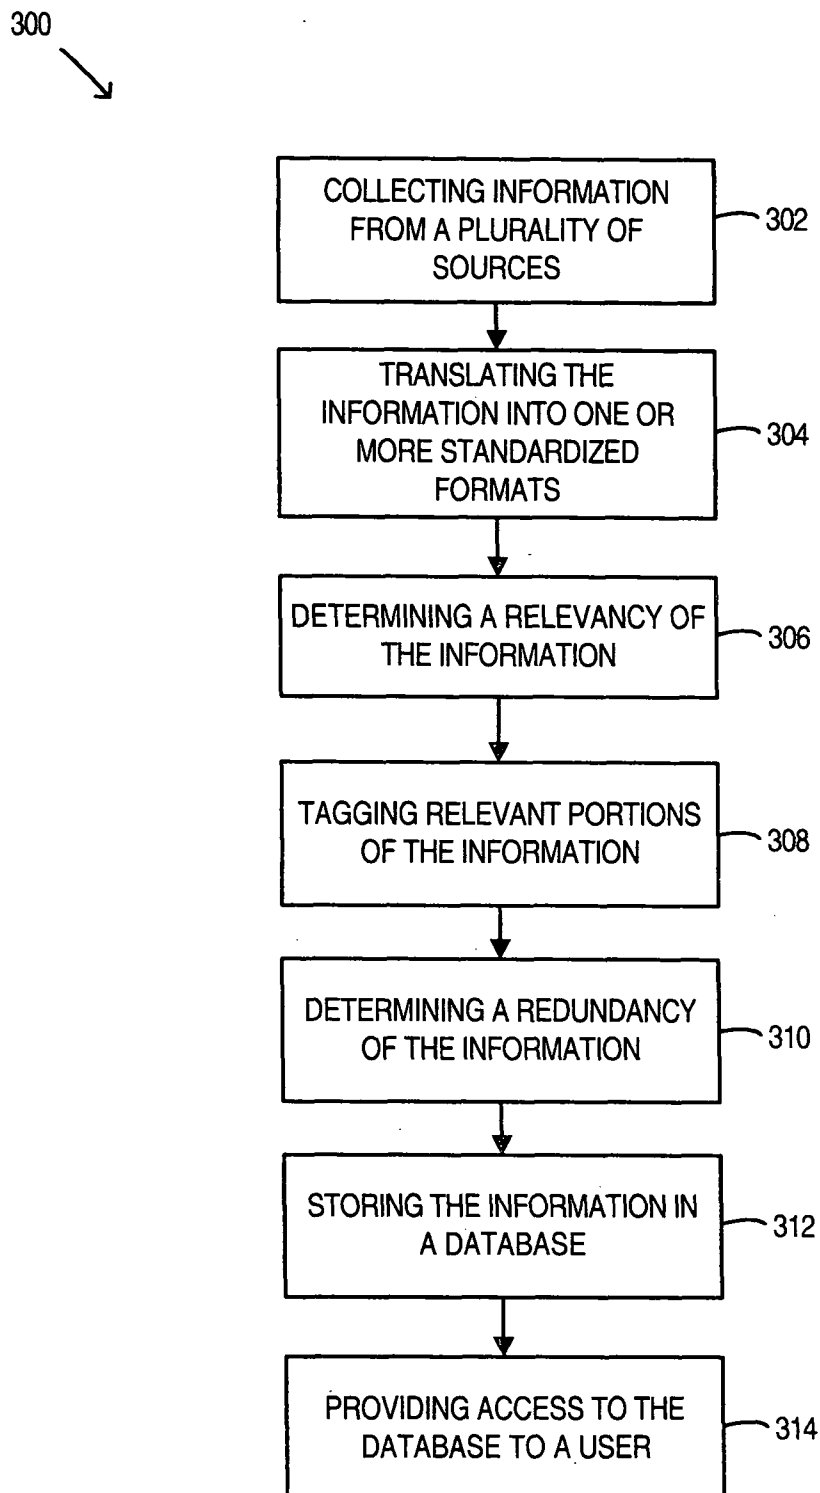 300
COLLECTING INFORMATION
FROM A PLURALITY OF
SOURCES
302
TRANSLATING THE
INFORMATION INTO ONE OR
MORE STANDARDIZED
FORMATS
304
DETERMINING A RELEVANCY OF
THE INFORMATION
306
TAGGING RELEVANT PORTIONS
OF THE INFORMATION
308
DETERMINING A REDUNDANCY
OF THE INFORMATION
310
STORING THE INFORMATION IN
A DATABASE
312
PROVIDING ACCESS TO THE
DATABASE TO A USER
314